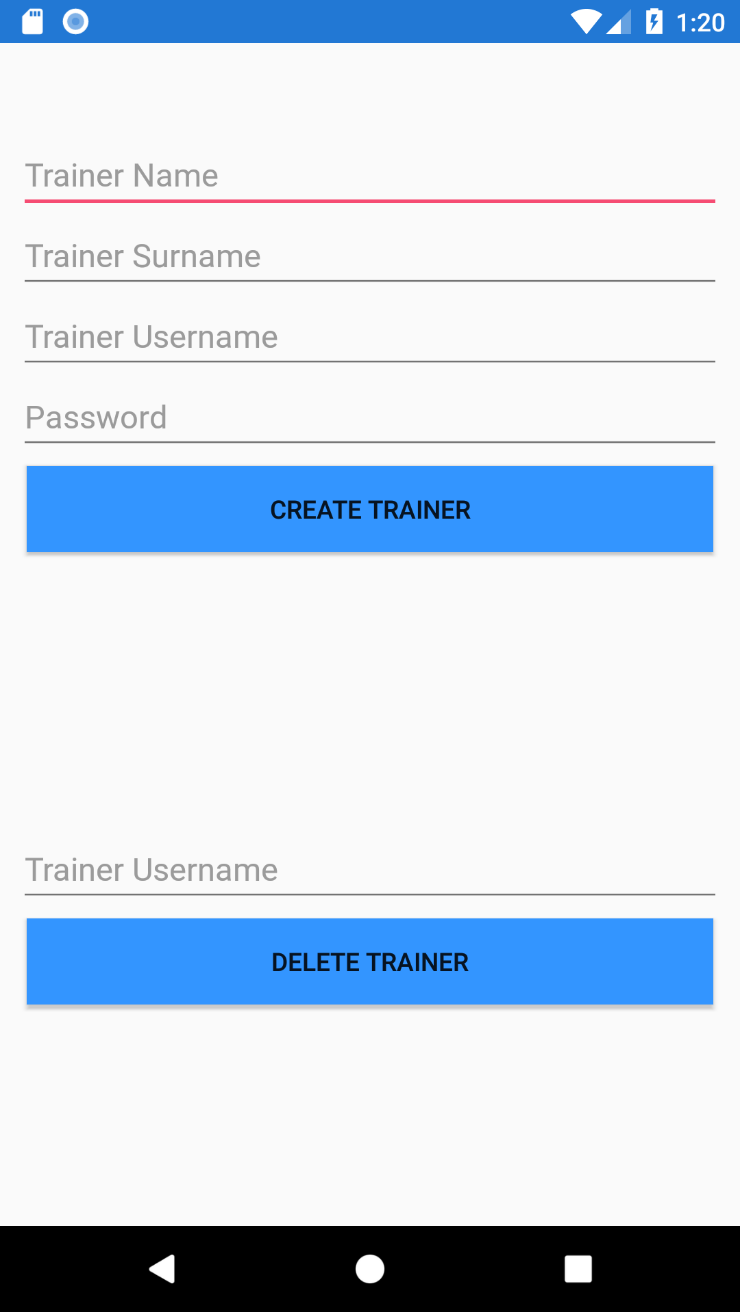 1:20
Trainer Name
Trainer Surname
Trainer Username
Password
CREATE TRAINER
Trainer Username
DELETE TRAINER